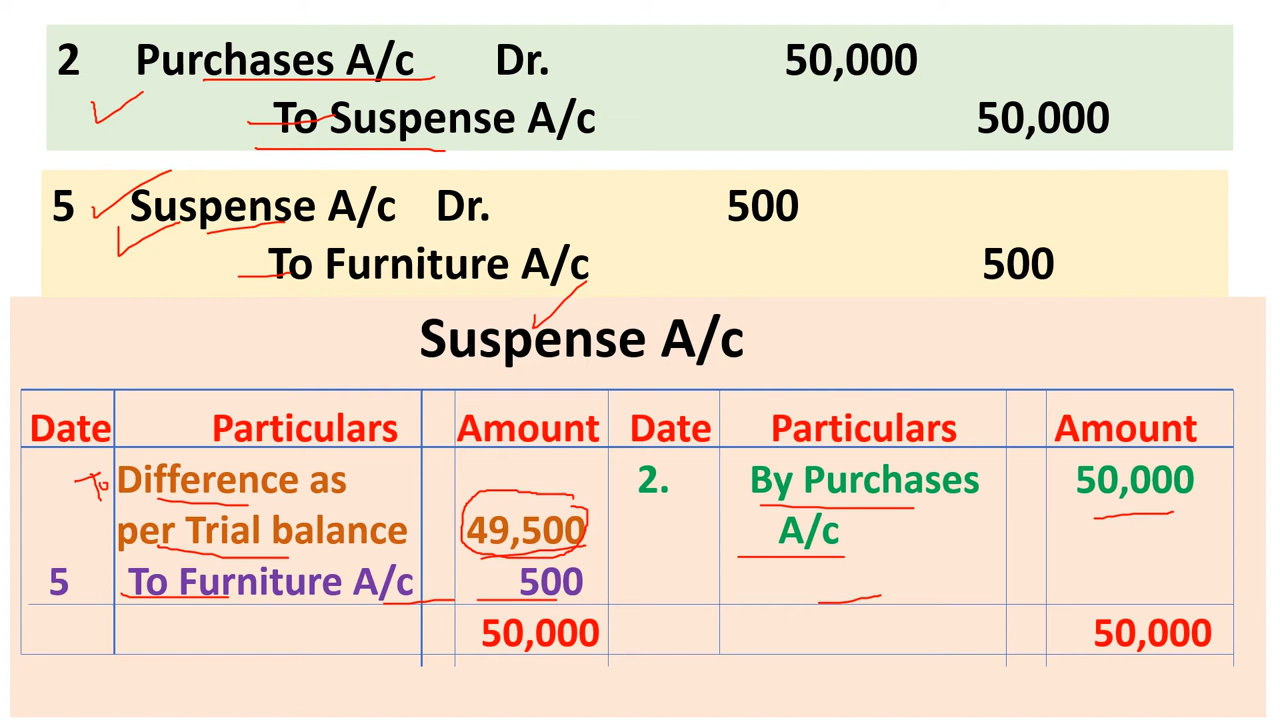 2 Purchases A/c Dr. 50,000
To Suspense A/c 50,000
5 Suspense A/c Dr. 500
To Furniture A/c 500
Suspense A/c
Date Particulars Amount Date Particulars Amount
To Difference as 2. By Purchases 50,000
per Trial balance 49,500 A/c
5 To Furniture A/c 500
50,000 50,000